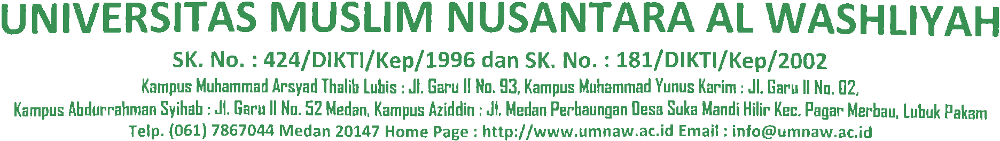 UNIVERSITAS MUSLIM NUSANTARA AL WASHLIYAH
SK. No. : 424/DIKTI/Kep/1996 dan SK. No. : 181/DIKTI/Kep/2002
Kampus Muhammad Arsyad Thalib Lubis : Jl. Garu II No. 93, Kampus Muhammad Yunus Karim : Jl. Garu II No. 02,
Kampus Abdurrahman Syihab : Jl. Garu II No. 52 Medan, Kampus Aziddin : Jl. Medan Perbaungan Desa Suka Mandi Hilir Kec. Pagar Merbau, Lubuk Pakam
Telp. (061) 7867044 Medan 20147 Home Page : http://www.umnaw.ac.id Email : info@umnaw.ac.id